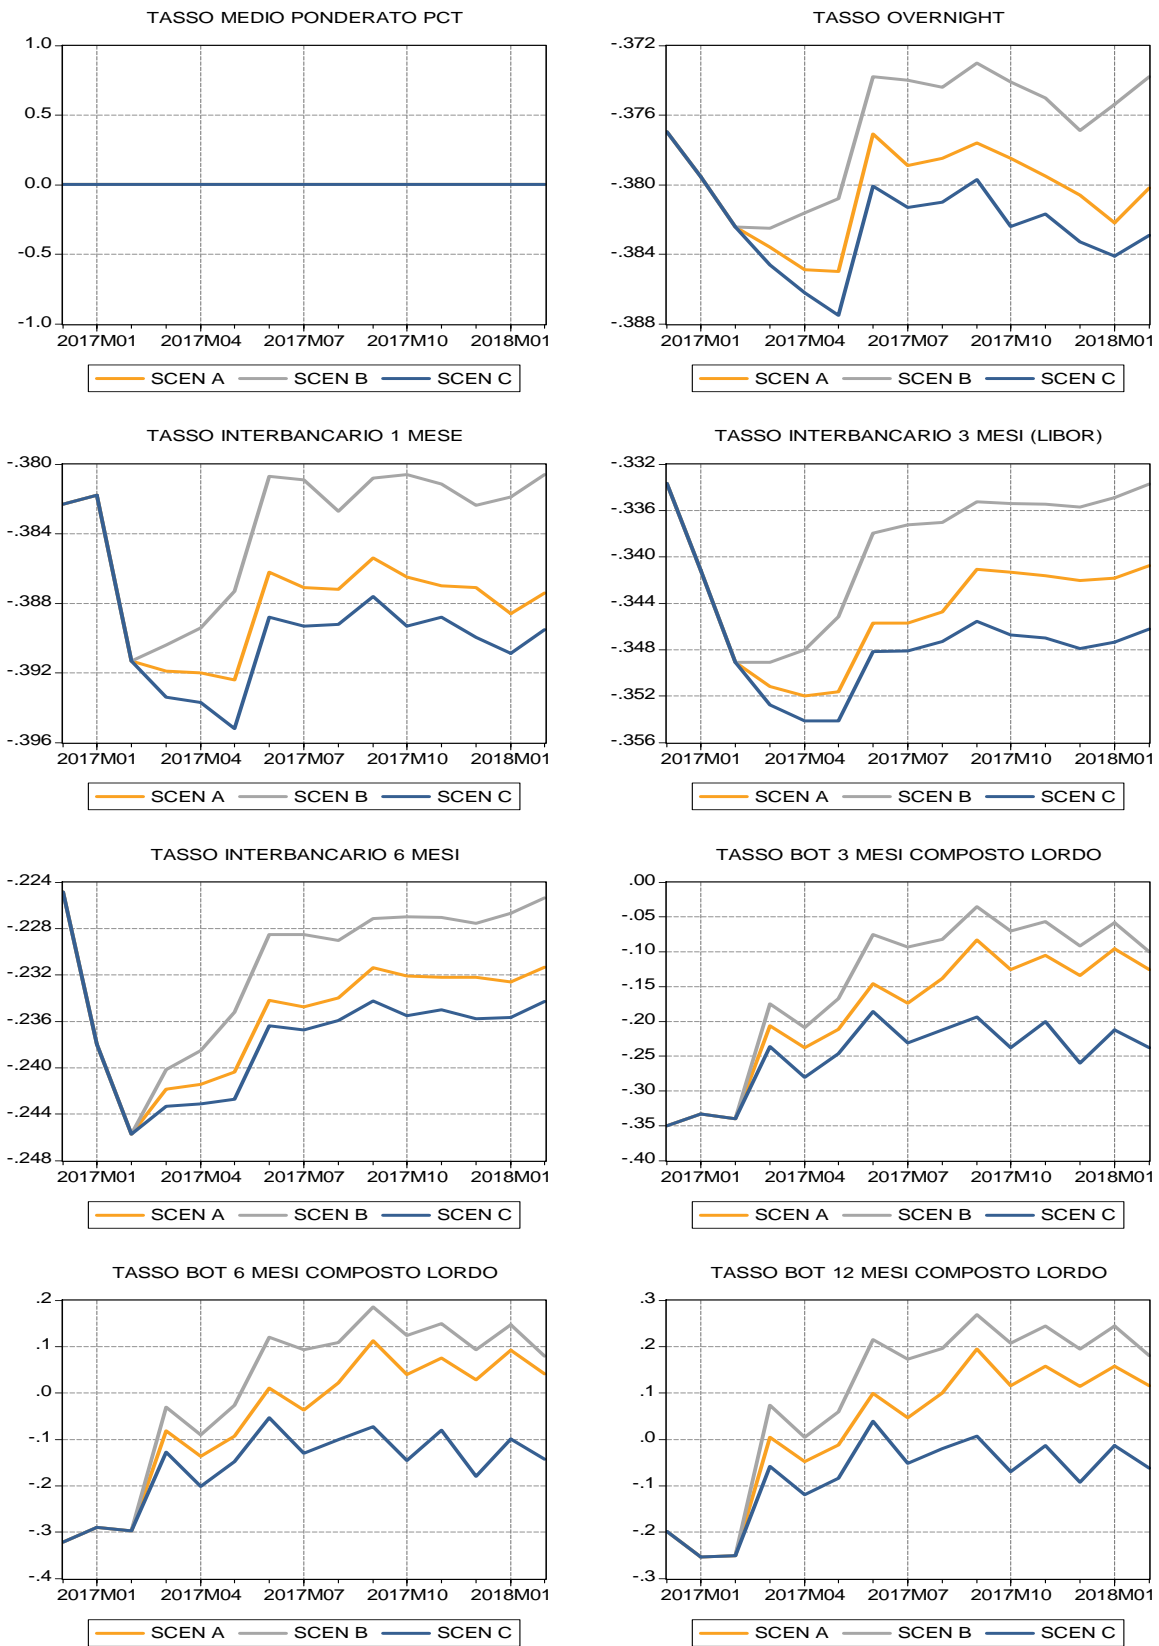 TASSO MEDIO PONDERATO PCT
1.0
0.5
0.0
-0.5
-1.0
2017M01 2017M04 2017M07 2017M10 2018M01
SCEN A SCEN B SCEN C
TASSO OVERNIGHT
-.372
-.376
-.380
-.384
-.388
2017M01 2017M04 2017M07 2017M10 2018M01
SCEN A SCEN B SCEN C
TASSO INTERBANCARIO 1 MESE
-.380
-.384
-.388
-.392
-.396
2017M01 2017M04 2017M07 2017M10 2018M01
SCEN A SCEN B SCEN C
TASSO INTERBANCARIO 3 MESI (LIBOR)
-.332
-.336
-.340
-.344
-.348
-.352
-.356
2017M01 2017M04 2017M07 2017M10 2018M01
SCEN A SCEN B SCEN C
TASSO INTERBANCARIO 6 MESI
-.224
-.228
-.232
-.236
-.240
-.244
-.248
2017M01 2017M04 2017M07 2017M10 2018M01
SCEN A SCEN B SCEN C
TASSO BOT 3 MESI COMPOSTO LORDO
.00
-.05
-.10
-.15
-.20
-.25
-.30
-.35
-.40
2017M01 2017M04 2017M07 2017M10 2018M01
SCEN A SCEN B SCEN C
TASSO BOT 6 MESI COMPOSTO LORDO
.2
.1
.0
-.1
-.2
-.3
-.4
2017M01 2017M04 2017M07 2017M10 2018M01
SCEN A SCEN B SCEN C
TASSO BOT 12 MESI COMPOSTO LORDO
.3
.2
.1
.0
-.1
-.2
-.3
2017M01 2017M04 2017M07 2017M10 2018M01
SCEN A SCEN B SCEN C